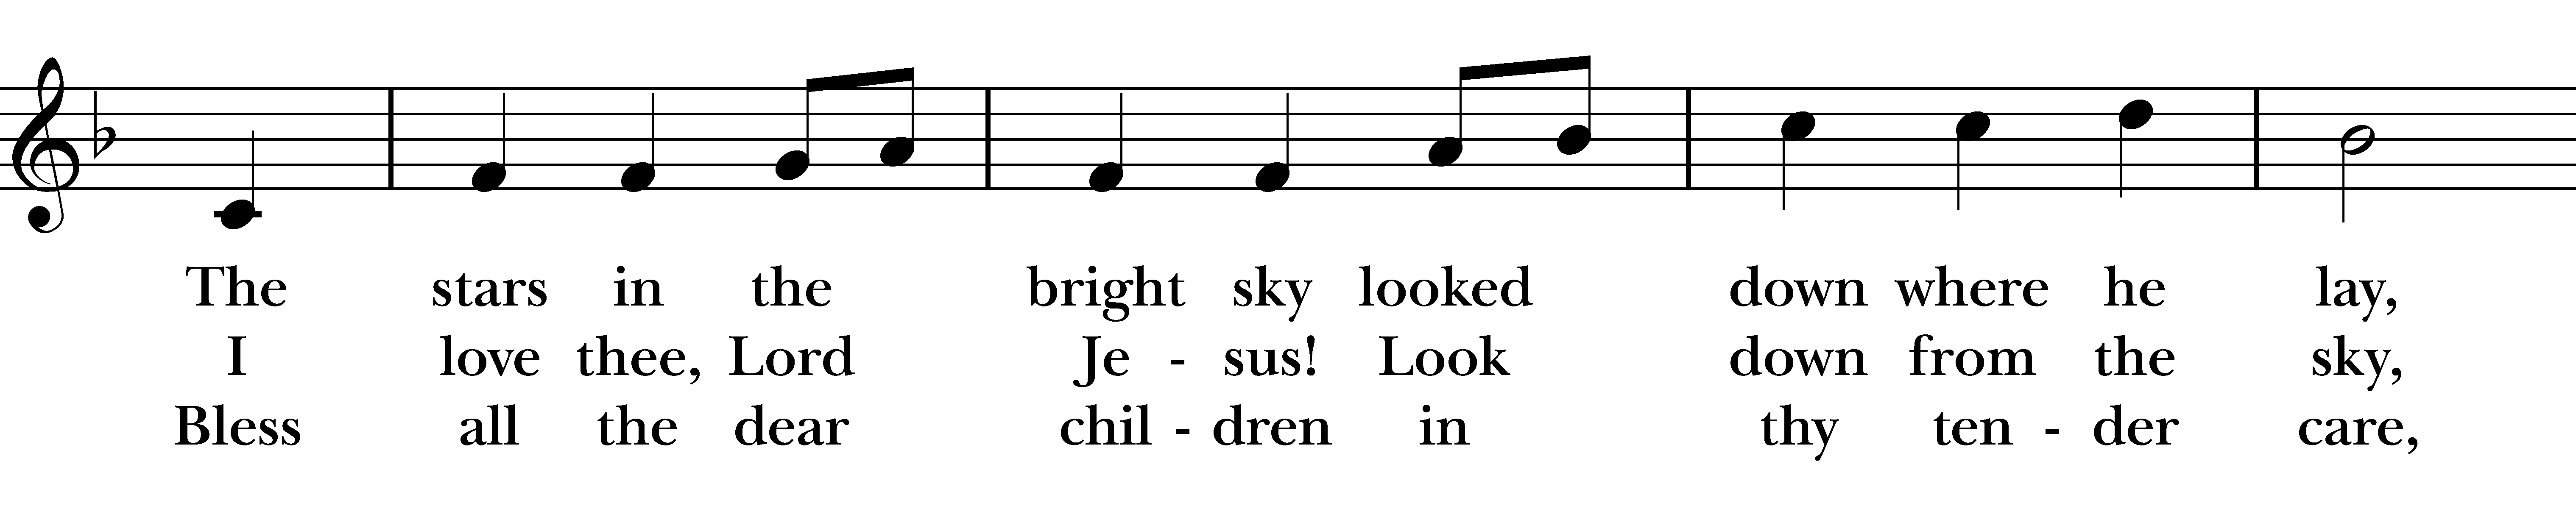 The stars in the bright sky looked down where he lay,
I love thee, Lord Je - sus! Look down from the sky,
Bless all the dear chil - dren in thy ten - der care,